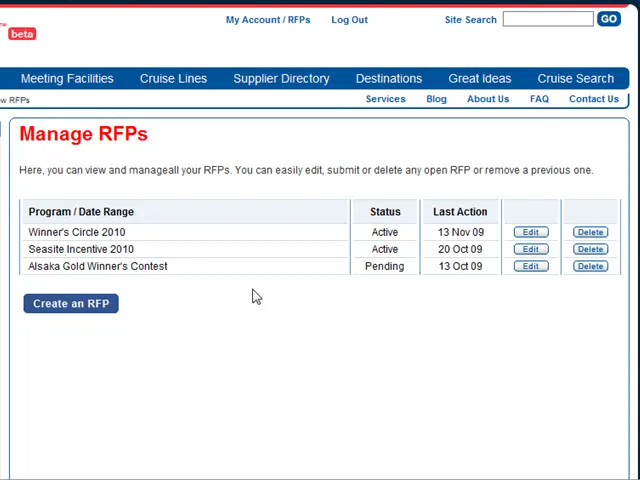 My Account / RFPs Log Out Site Search GO
beta
Meeting Facilities Cruise Lines Supplier Directory Destinations Great Ideas Cruise Search
RFPs Services Blog About Us FAQ Contact Us
Manage RFPs
Here, you can view and manageall your RFPs. You can easily edit, submit or delete any open RFP or remove a previous one.
Program / Date Range Status Last Action
Winner's Circle 2010 Active 13 Nov 09 Edit Delete
Seasite Incentive 2010 Active 20 Oct 09 Edit Delete
Alsaka Gold Winner's Contest Pending 13 Oct 09 Edit Delete
Create an RFP